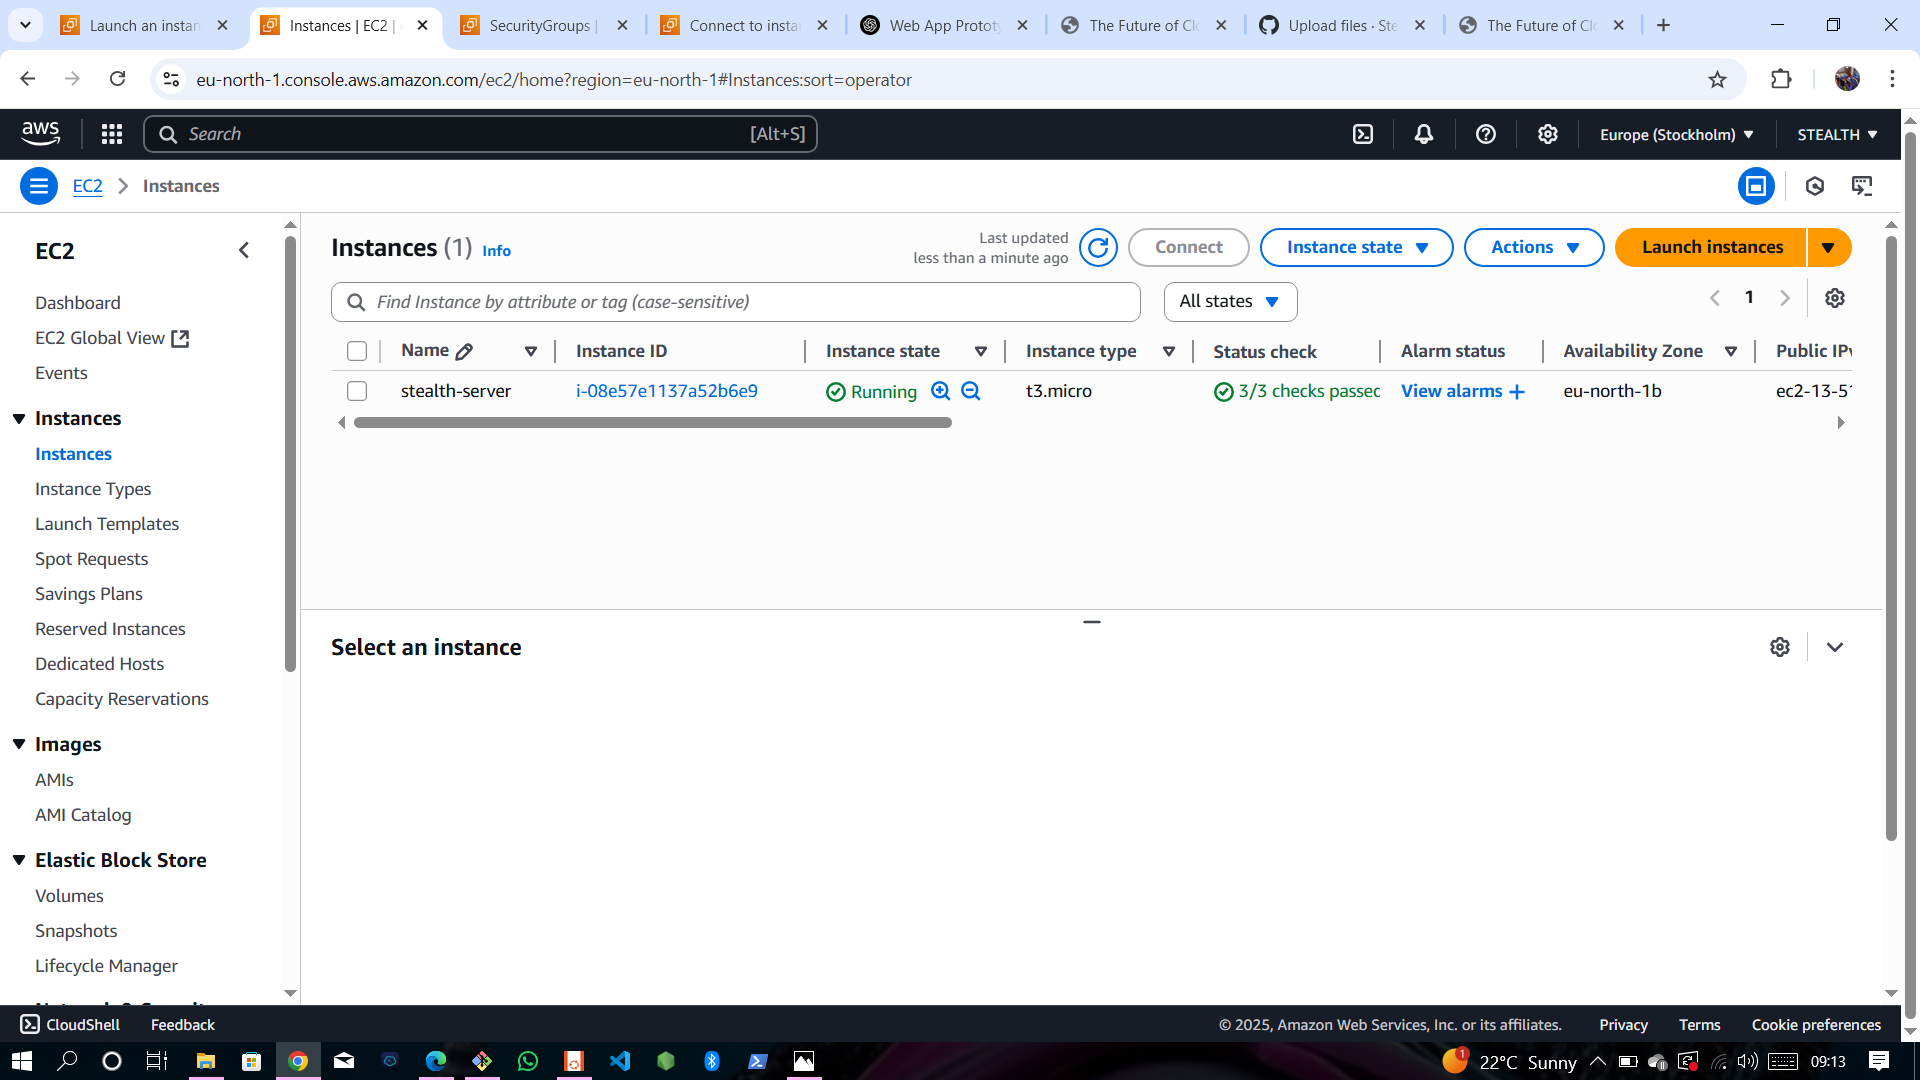 Launch an instan
Instances | EC2 |
SecurityGroups |
Connect to insta
Web App Prototy
The Future of Clo
Upload files · Ste
The Future of Clo
eu-north-1.console.aws.amazon.com/ec2/home?region=eu-north-1#Instances:sort=operator
aws
Search
[Alt+S]
Europe (Stockholm)
STEALTH
EC2
Instances
EC2
Dashboard
EC2 Global View
Events
Instances
Instances
Instance Types
Launch Templates
Spot Requests
Savings Plans
Reserved Instances
Dedicated Hosts
Capacity Reservations
Images
AMIs
AMI Catalog
Elastic Block Store
Volumes
Snapshots
Lifecycle Manager
Instances (1) Info
Last updated
less than a minute ago
Connect
Instance state
Actions
Launch instances
Find Instance by attribute or tag (case-sensitive)
All states
1
Name Instance ID Instance state Instance type Status check Alarm status Availability Zone Public IPv
stealth-server i-08e57e1137a52b6e9 Running t3.micro 3/3 checks passed View alarms + eu-north-1b ec2-13-51
Select an instance
CloudShell
Feedback
© 2025, Amazon Web Services, Inc. or its affiliates.
Privacy
Terms
Cookie preferences
1
22°C Sunny
09:13